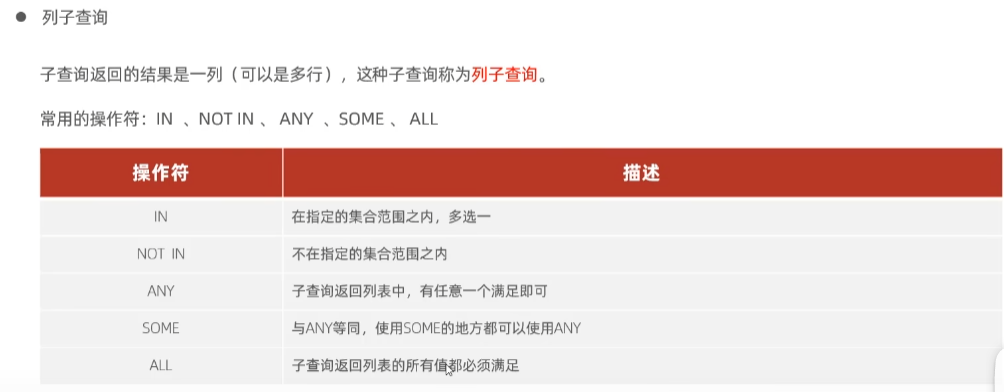 ● 列子查询
子查询返回的结果是一列（可以是多行），这种子查询称为列子查询。
常用的操作符：IN 、NOT IN 、 ANY 、SOME 、 ALL
操作符 描述
IN 在指定的集合范围之内，多选一
NOT IN 不在指定的集合范围之内
ANY 子查询返回列表中，有任意一个满足即可
SOME 与ANY等同，使用SOME的地方都可以使用ANY
ALL 子查询返回列表的所有值都必须满足